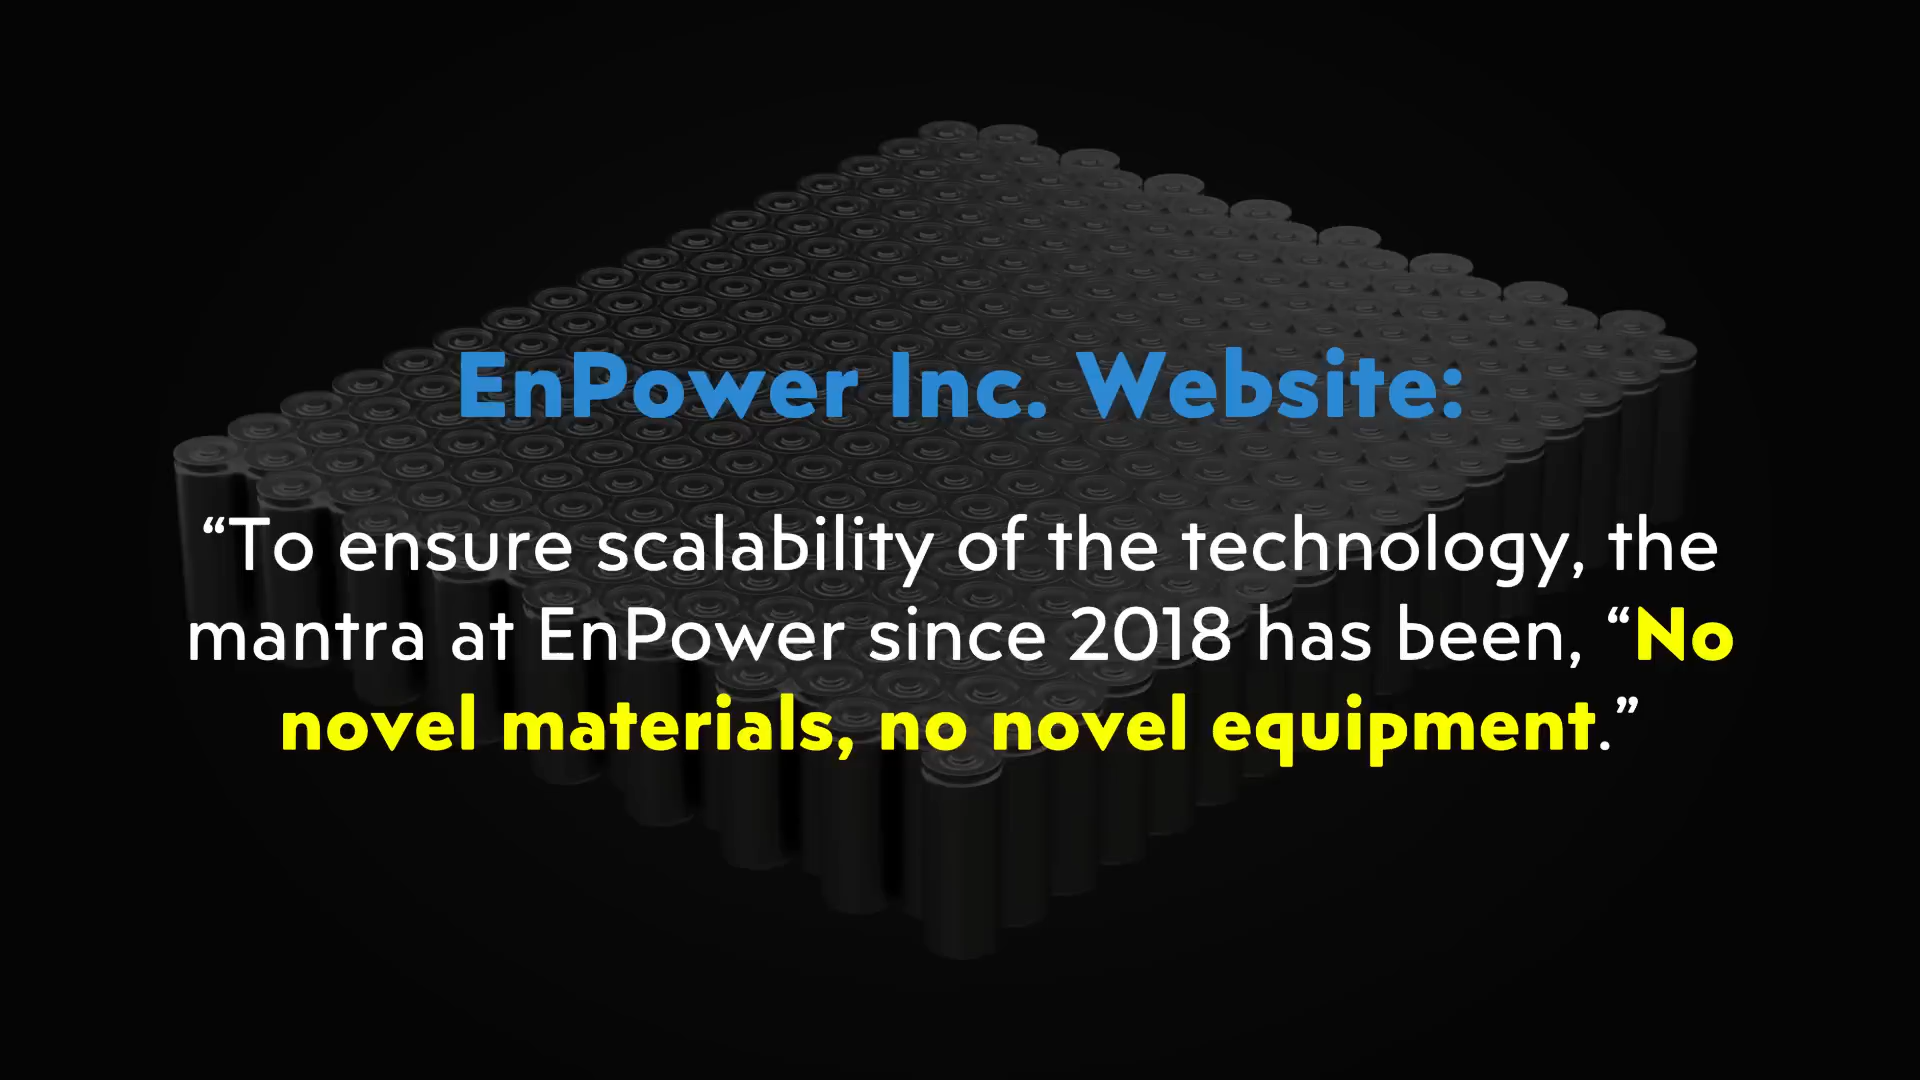 EnPower Inc. Website:
“To ensure scalability of the technology, the
mantra at EnPower since 2018 has been, “No
novel materials, no novel equipment.”